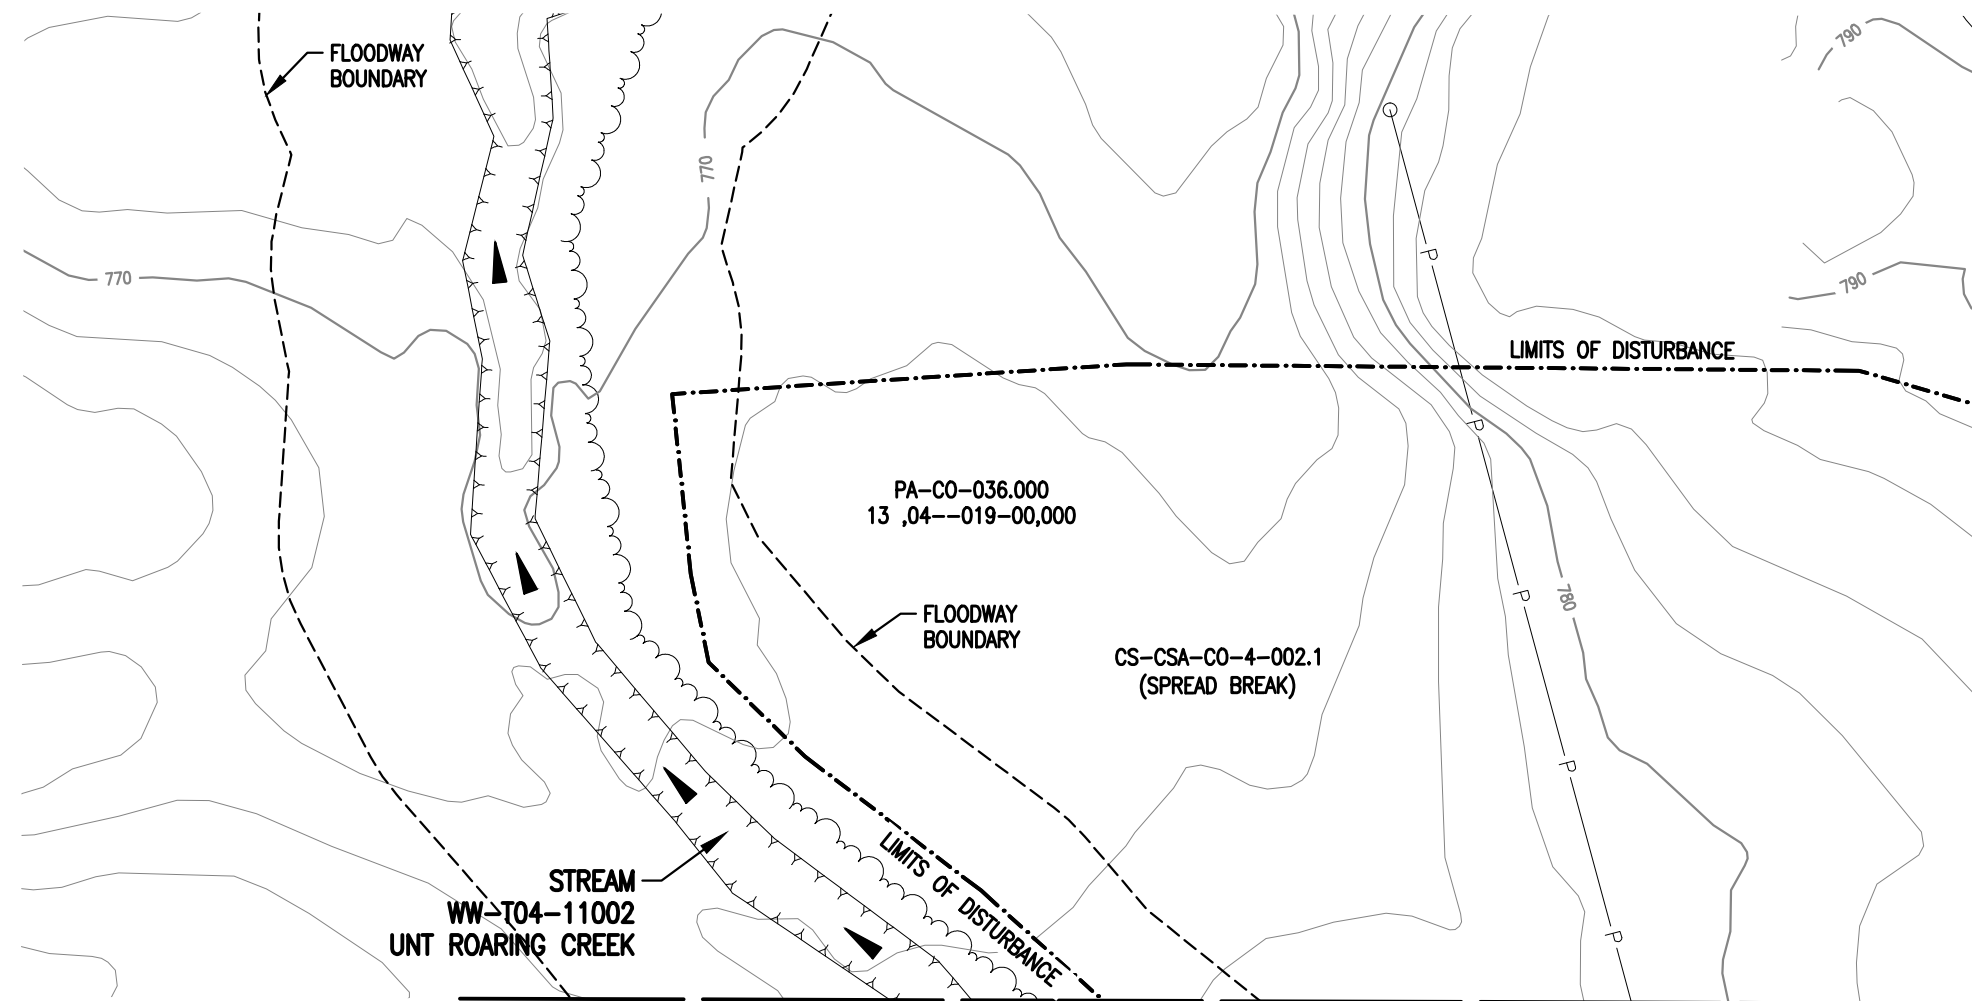 FLOODWAY
BOUNDARY
790
770
770
790
LIMITS OF DISTURBANCE
P
P
PA-CO-036.000
13 ,04--019-00,000
P
780
FLOODWAY
BOUNDARY
CS-CSA-CO-4-002.1
(SPREAD BREAK)
P
LIMITS OF DISTURBANCE
STREAM
WW-T04-11002
UNT ROARING CREEK
P